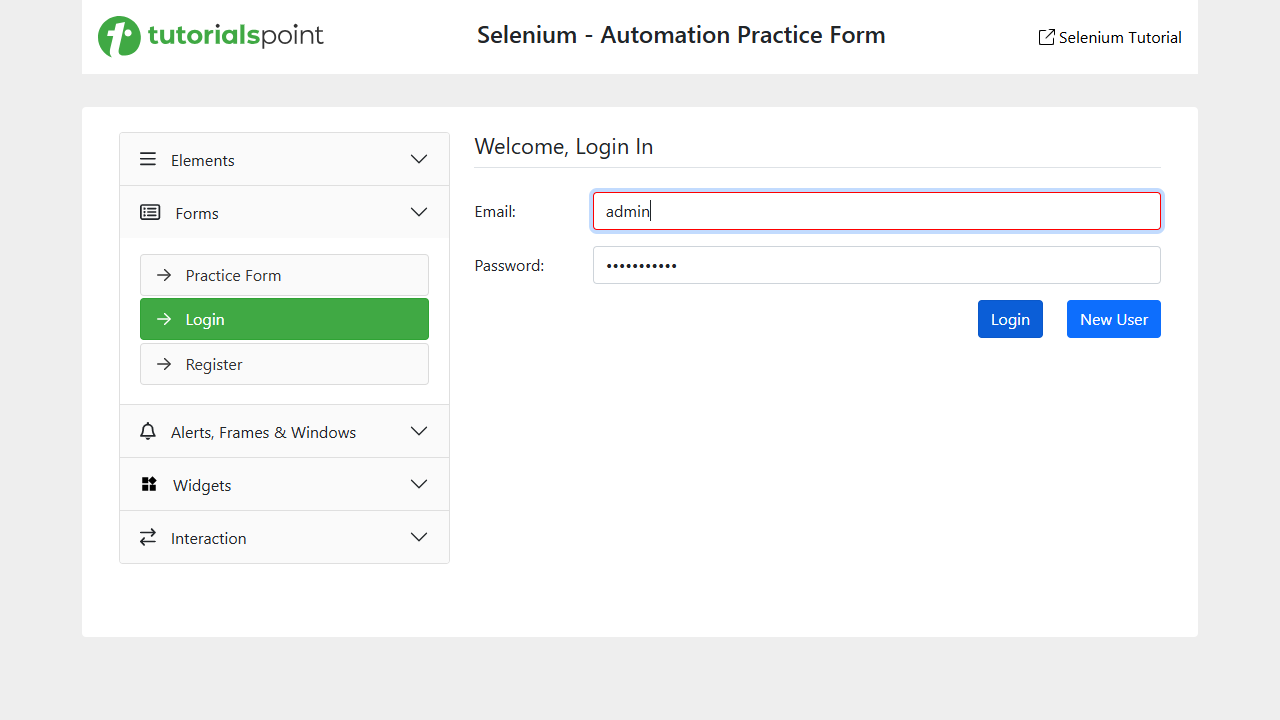 tutorialspoint
Selenium - Automation Practice Form
Selenium Tutorial
Elements
Forms
Practice Form
Login
Register
Alerts, Frames & Windows
Widgets
Interaction
Welcome, Login In
Email:
admin
Password:
•••••••••••
Login
New User